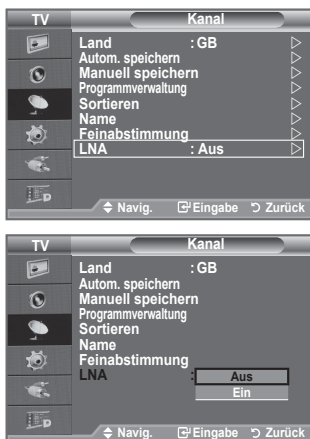 TV Kanal
Land : GB
Autom. speichern
Manuell speichern
Programmverwaltung
Sortieren
Name
Feinabstimmung
LNA : Aus
Navig. Eingabe Zurück
TV Kanal
Land : GB
Autom. speichern
Manuell speichern
Programmverwaltung
Sortieren
Name
Feinabstimmung
LNA : Aus
Ein
Navig. Eingabe Zurück